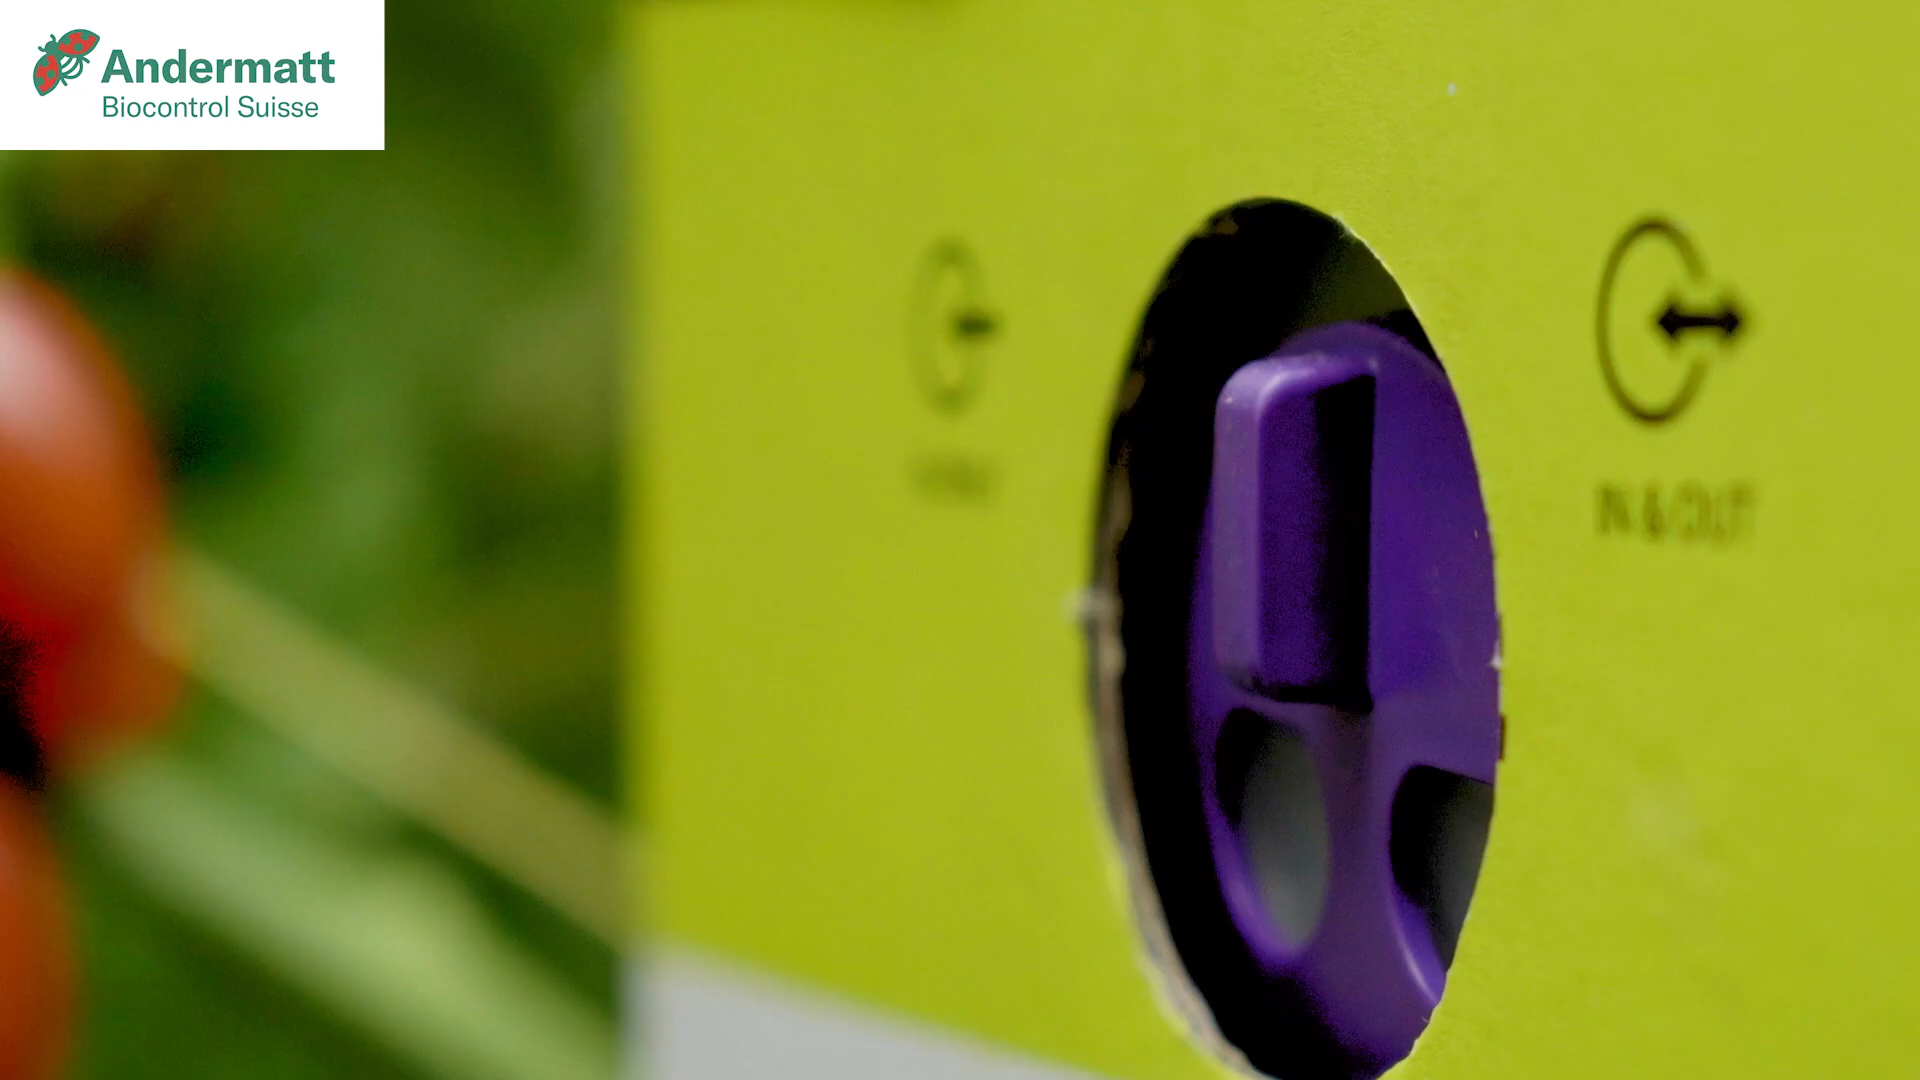 Andermatt
Biocontrol Suisse
IN & OUT